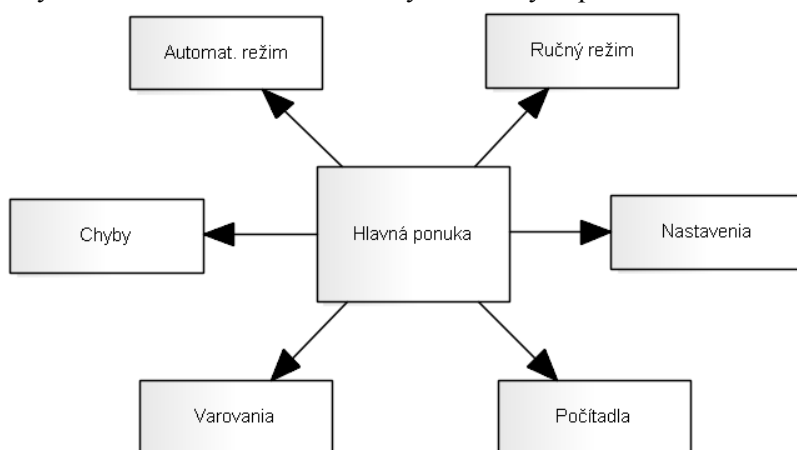 Automat. režim
Ručný režim
Chyby
Hlavná ponuka
Nastavenia
Varovania
Počítadla